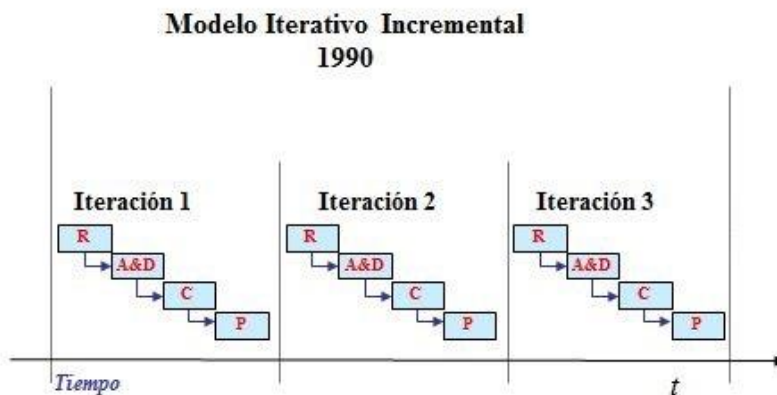 Modelo Iterativo Incremental
1990
Iteración 1
Iteración 2
Iteración 3
R
R
R
A&D
A&D
A&D
C
C
C
P
P
P
Tiempo
t